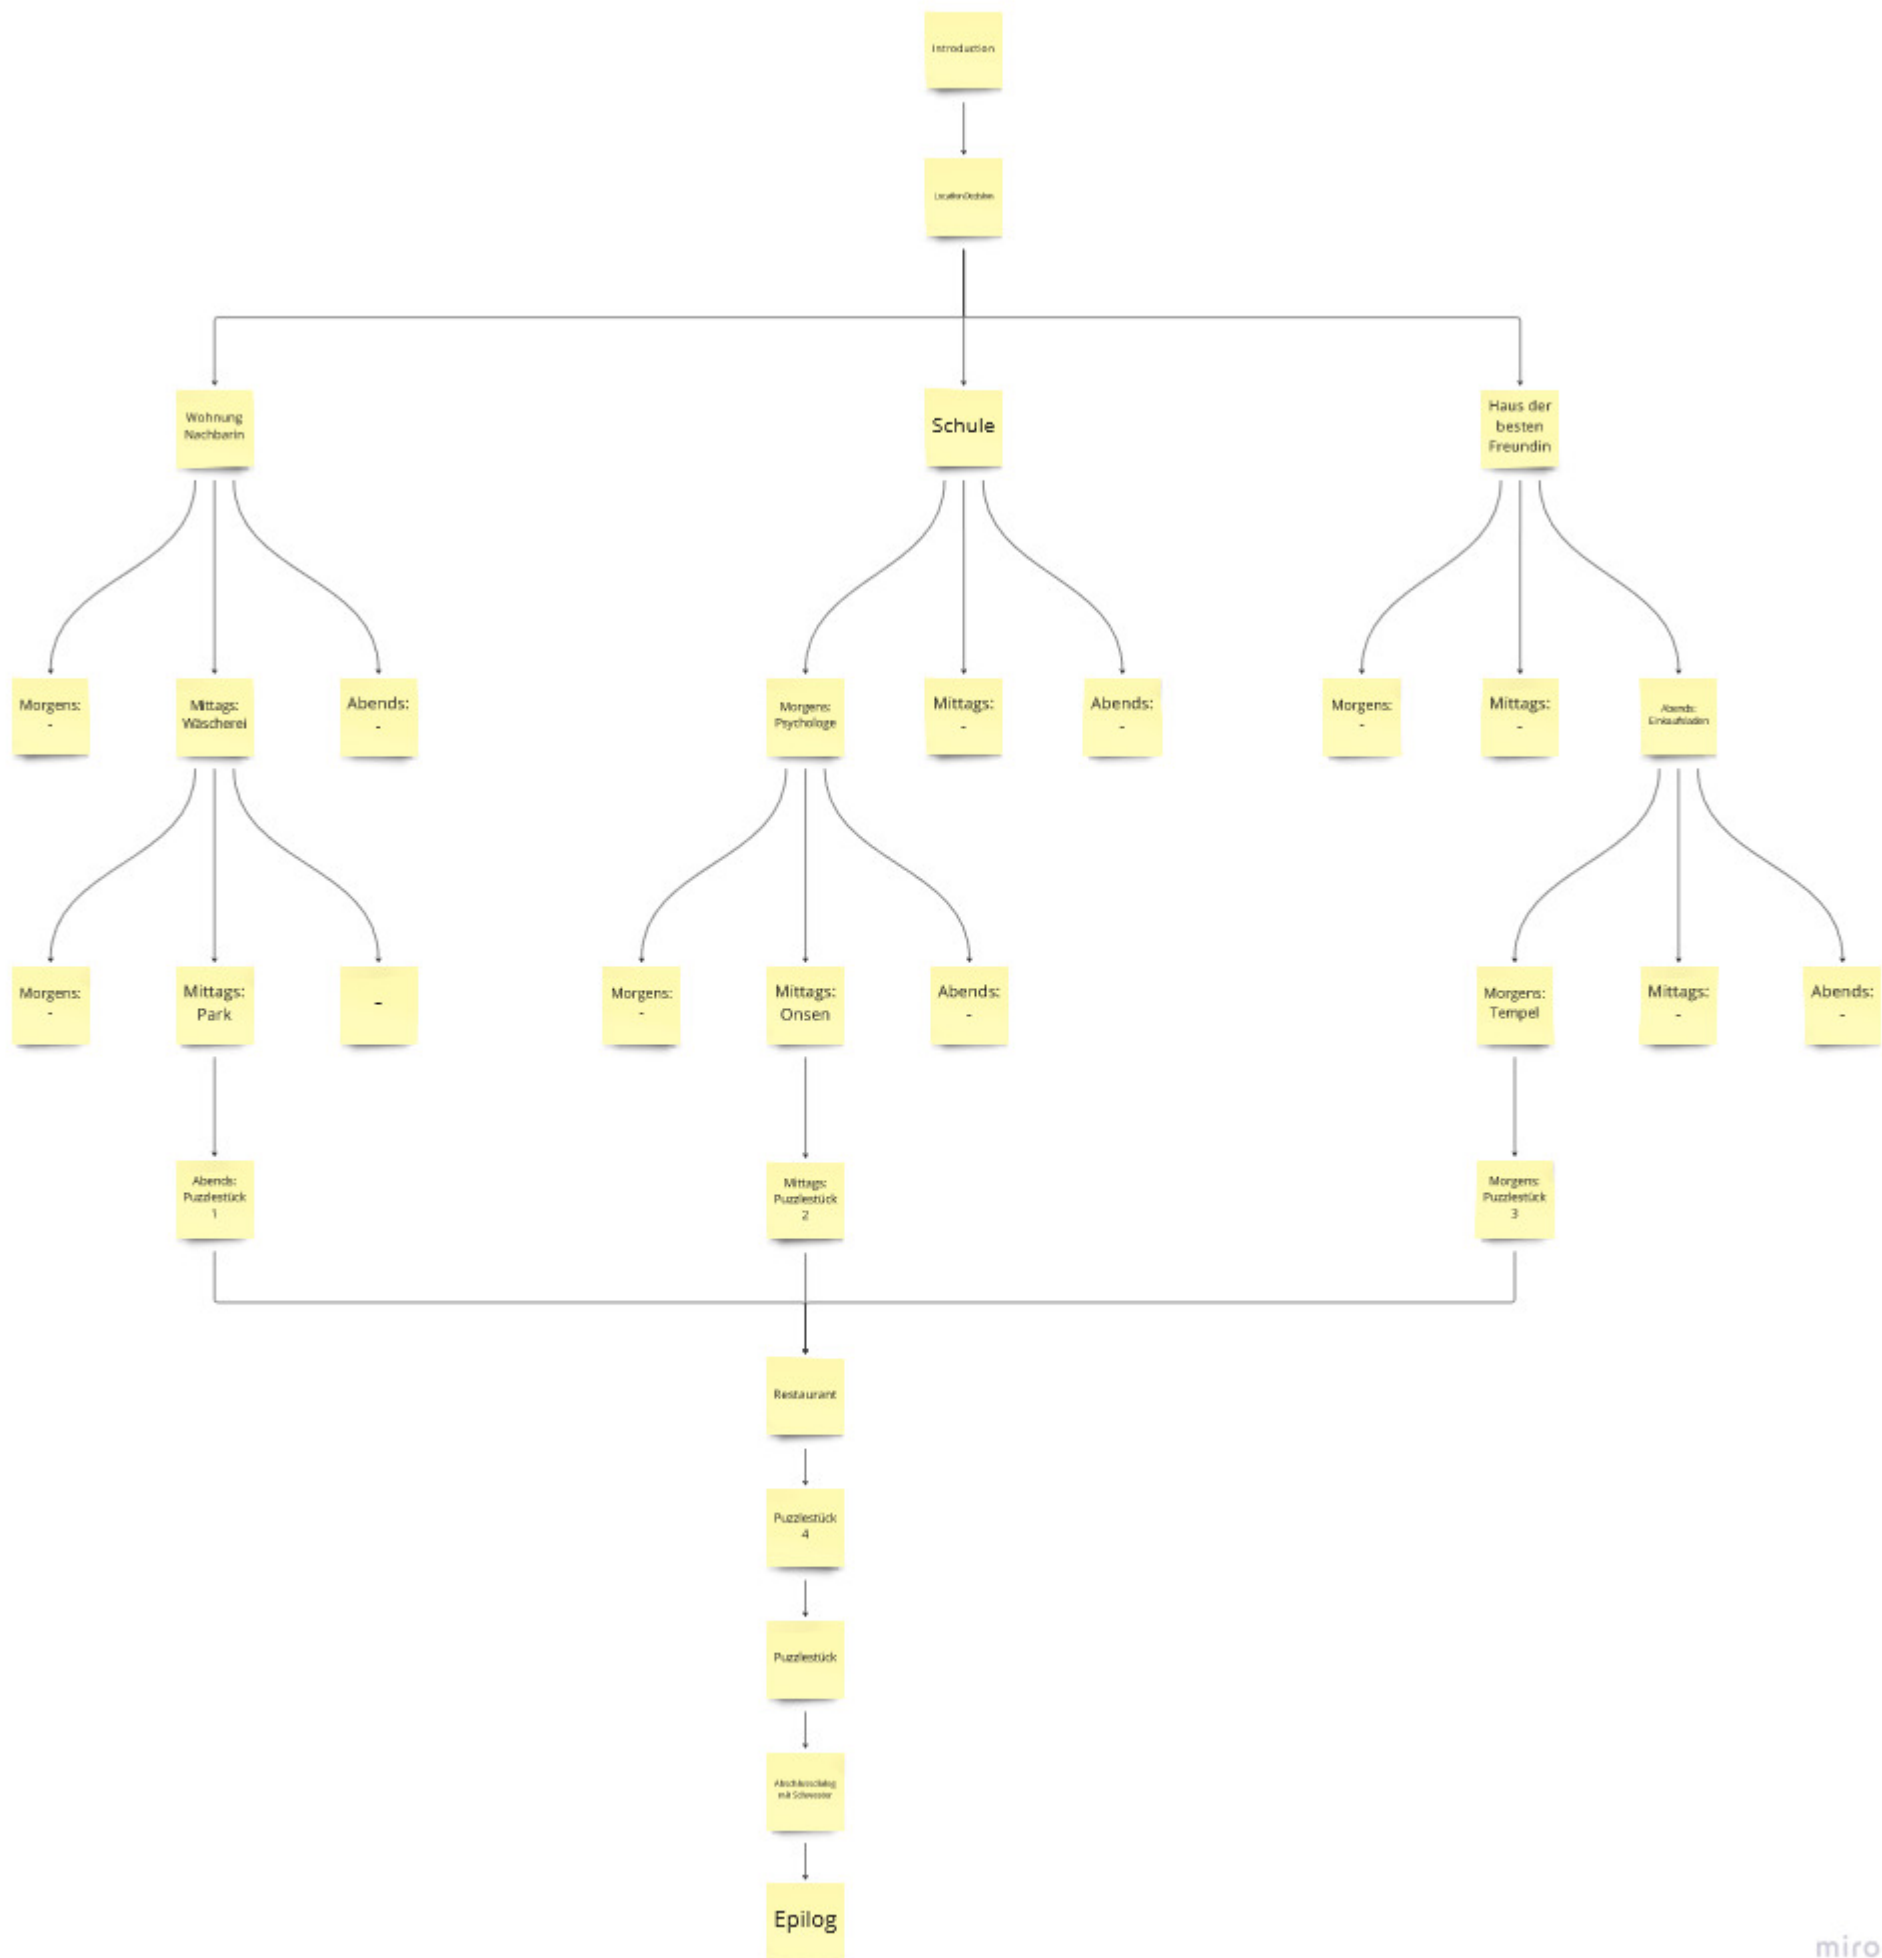 Introduction
Location Decision
Wohnung
Nachbarin
Schule
Haus der
besten
Freundin
Morgens:
-
Mittags:
Wäscherei
Abends:
-
Morgens:
Psychologe
Mittags:
-
Abends:
-
Morgens:
-
Mittags:
-
Abends:
Einkaufsladen
Morgens:
-
Mittags:
Park
-
Morgens:
-
Mittags:
Onsen
Abends:
-
Morgens:
Tempel
Mittags:
-
Abends:
-
Abends:
Puzzlestück
1
Mittags:
Puzzlestück
2
Morgens:
Puzzlestück
3
Restaurant
Puzzlestück
4
Puzzlestück
Abschlussdialog
mit Schwester
Epilog
miro